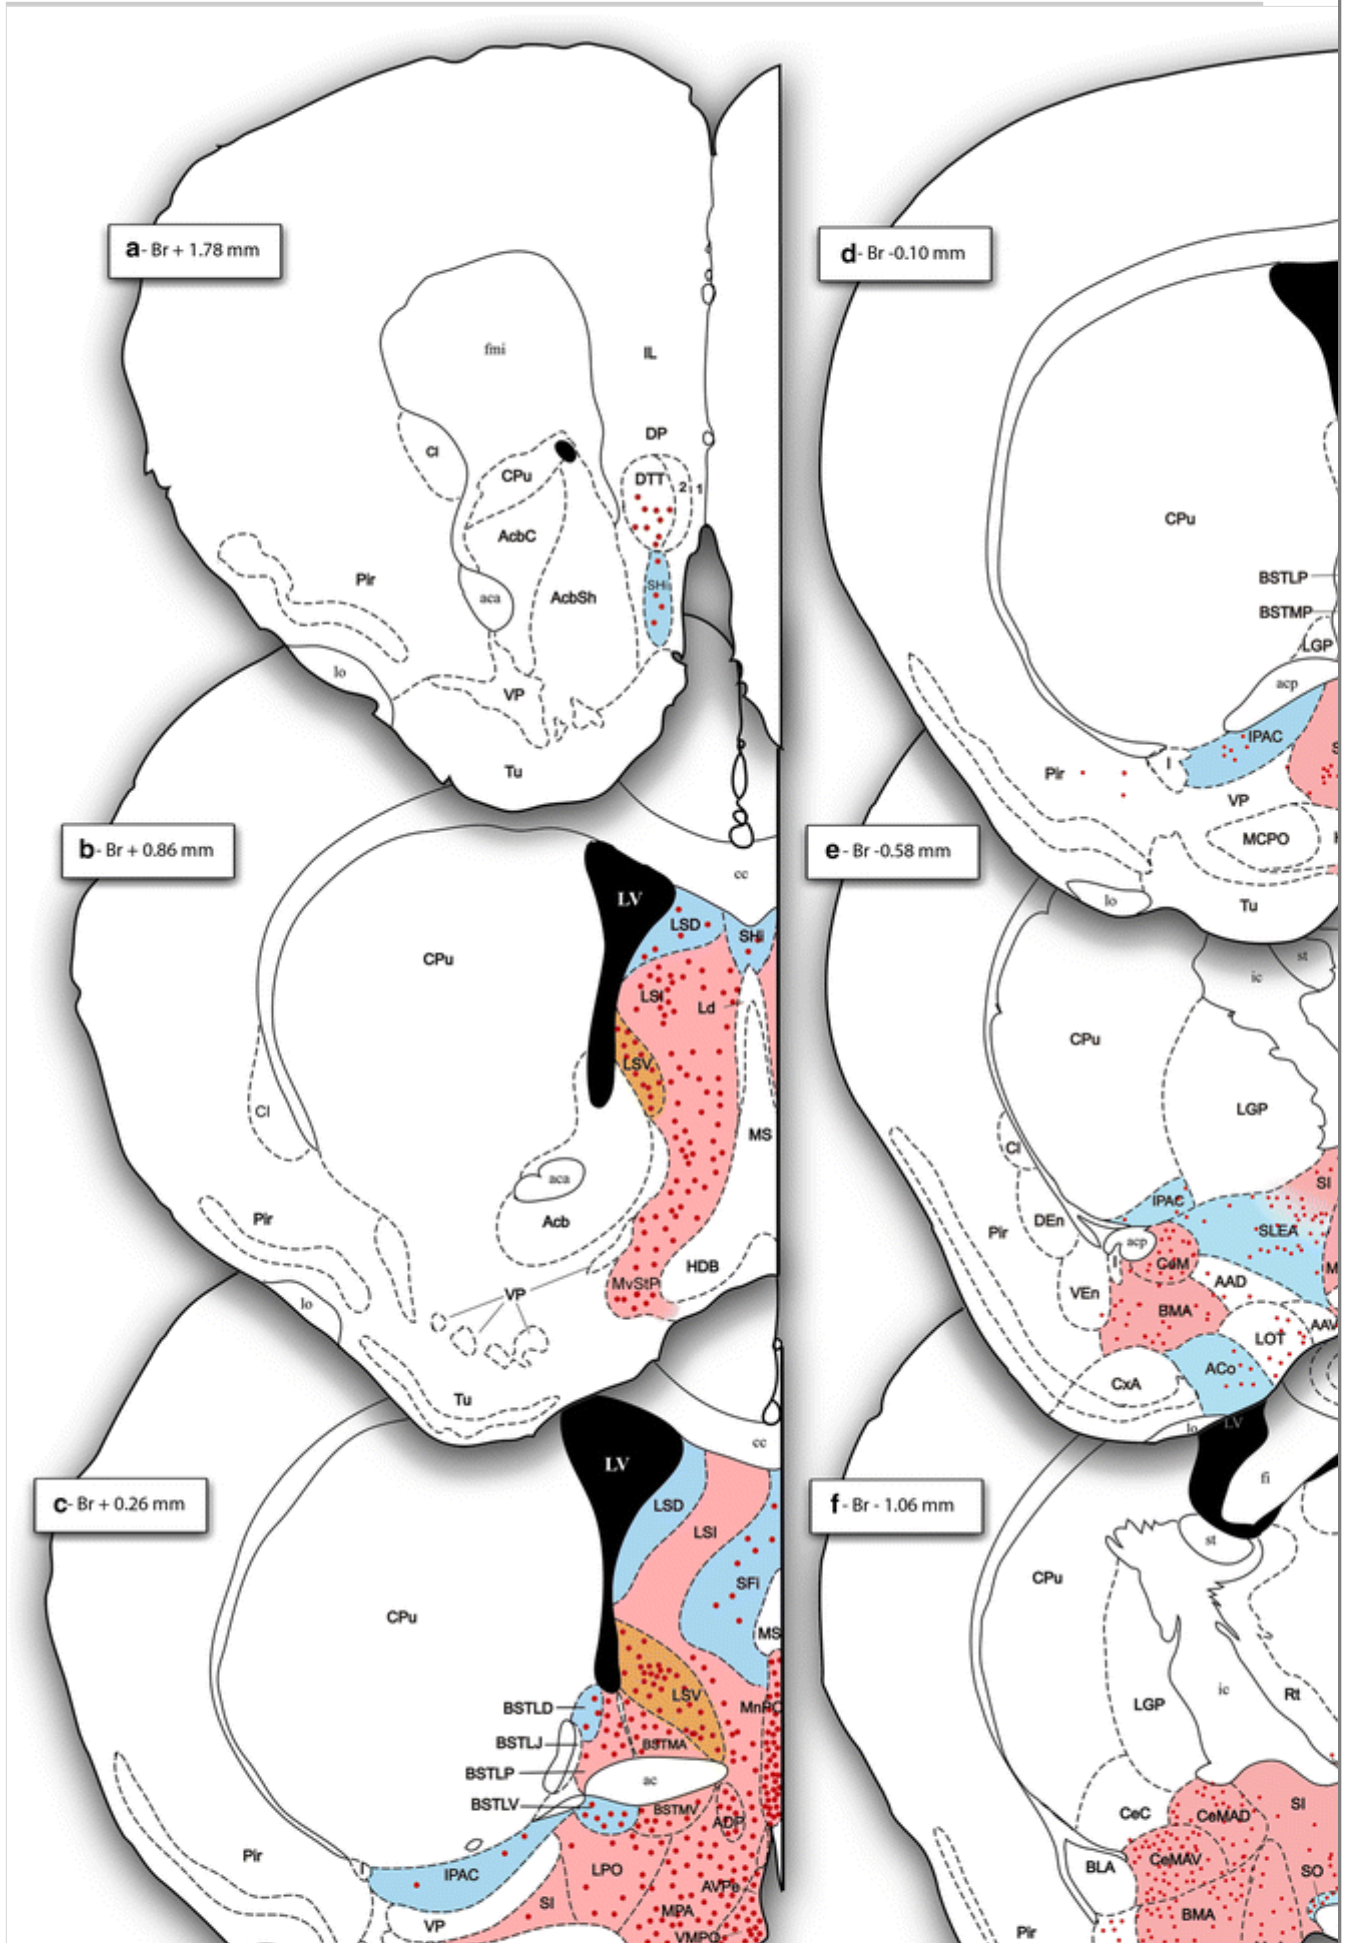 a- Br + 1.78 mm
fmi
IL
DP
Cl
CPu
DTT
2
1
AcbC
Pir
aca
AcbSh
SHi
lo
VP
Tu
b- Br + 0.86 mm
cc
LV
LSD
SHi
CPu
LSI
Ld
LSV
Cl
MS
aca
Pir
Acb
HDB
MvStP
VP
lo
Tu
c- Br + 0.26 mm
cc
LV
LSD
LSI
SFi
CPu
MS
LSV
BSTLD
MnPO
BSTLJ
BSTMA
BSTLP
ac
BSTLV
BSTMV
ADP
Pir
I
IPAC
LPO
AVPe
SI
MPA
VP
VMPO
d- Br -0.10 mm
CPu
BSTLP
BSTMP
LGP
acp
IPAC
S
Pir
I
VP
MCPO
H
lo
Tu
e- Br -0.58 mm
st
ic
CPu
LGP
Cl
SI
IPAC
DEn
Pir
SLEA
acp
I
CeM
M
AAD
VEn
BMA
AAV
LOT
ACo
CxA
lo
LV
f- Br - 1.06 mm
fi
st
CPu
ic
Rt
LGP
CeC
CeMAD
SI
CeMAV
BLA
SO
BMA
Pir